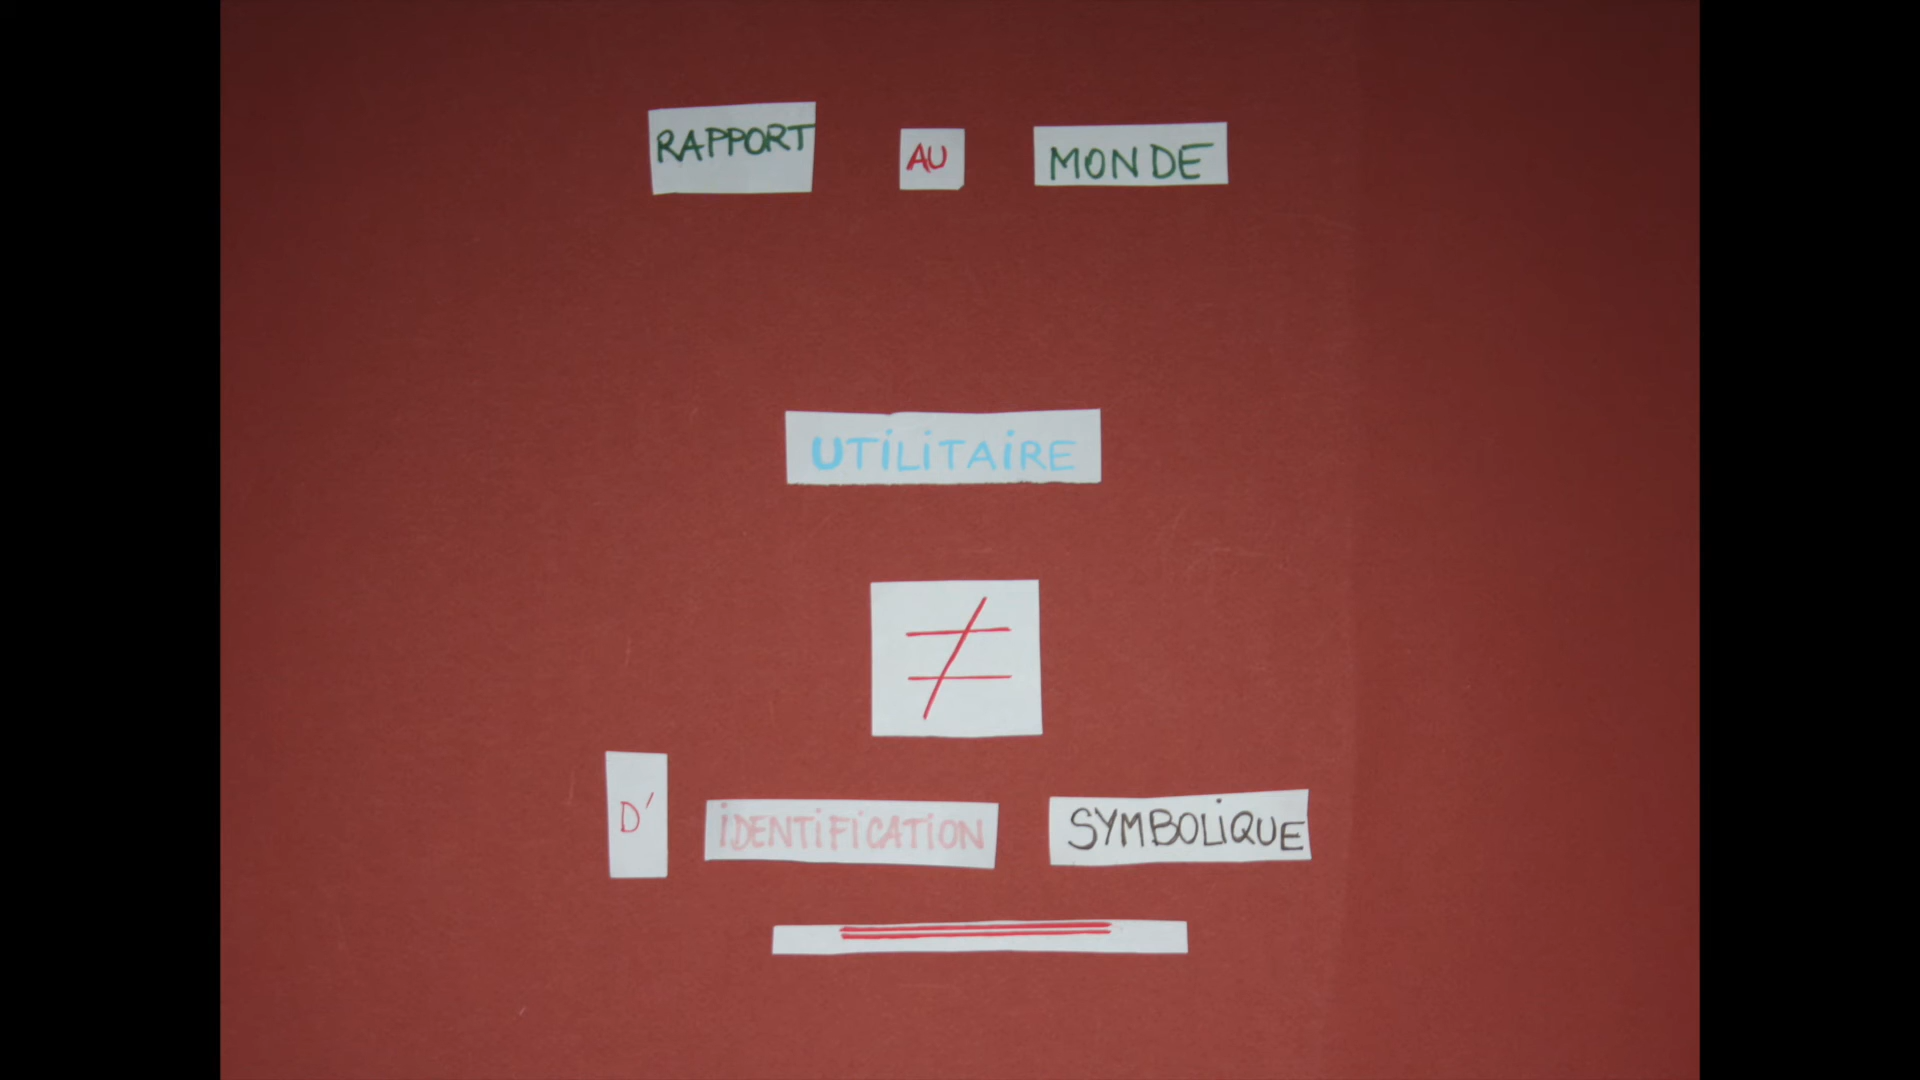 RAPPORT AU MONDE
UTiLiTAiRE
≠
D' iDENTiFiCATiON SYMBOLiQUE